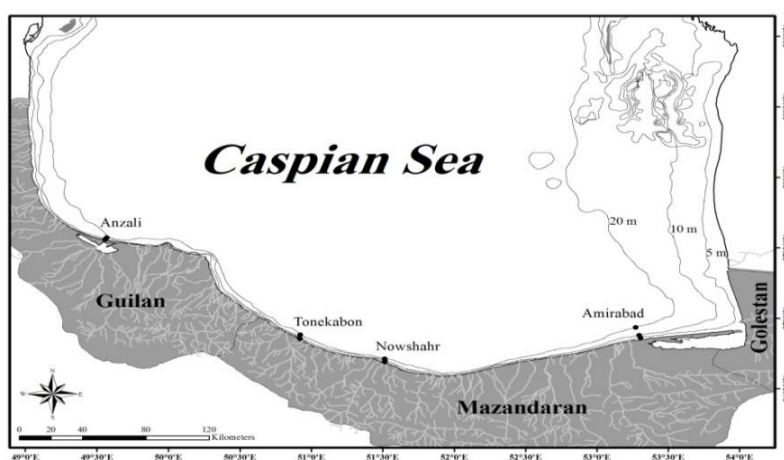 Caspian Sea
20 m
10 m
5 m
Anzali
Guilan
Tonekabon
Nowshahr
Amirabad
Golestan
Mazandaran
N
W E
S
0 20 40 80 120
Kilometers
49°0'E 49°30'E 50°0'E 50°30'E 51°0'E 51°30'E 52°0'E 52°30'E 53°0'E 53°30'E 54°0'E